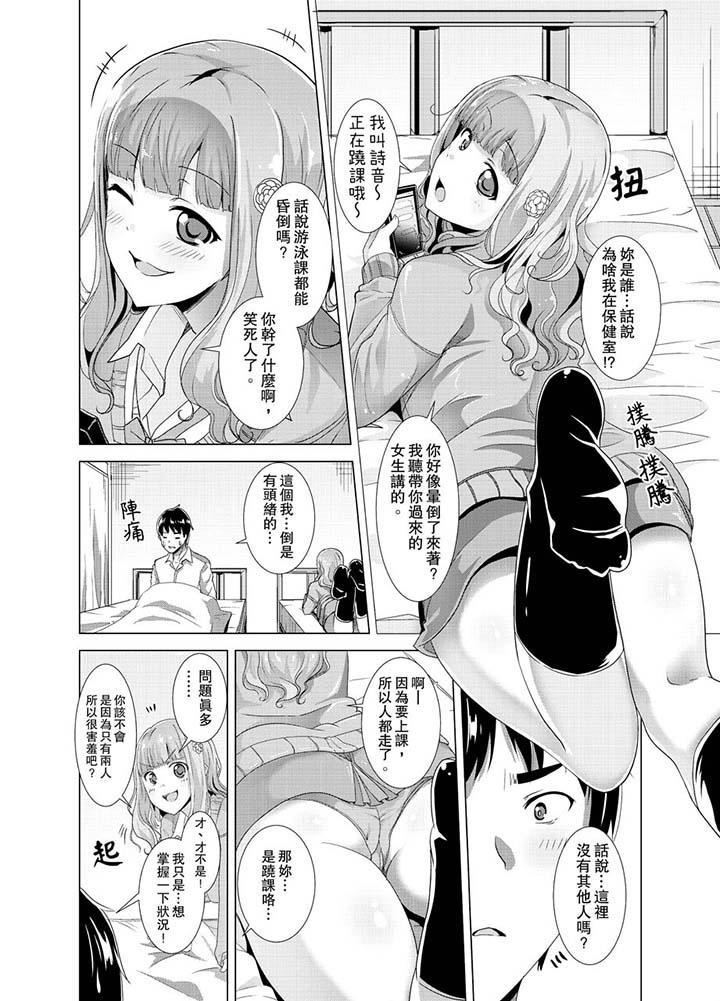 扭
妳是誰…話說
為啥我在保健室!?
我叫詩音～
正在蹺課哦～
撲騰撲騰
你好像暈倒了來著？
我聽帶你過來的
女生講的。
話說游泳課都能
昏倒嗎？
你幹了什麼啊，
笑死人了。
這個我…倒是
有頭緒的…
陣痛
話說…這裡
沒有其他人嗎？
啊—
因為要上課，
所以人都走了。
那妳…
是蹺課咯…
問題真多
……
你該不會
是因為只有兩人
所以很害羞吧？
才、才不是！
我只是…想
掌握一下狀況！
起